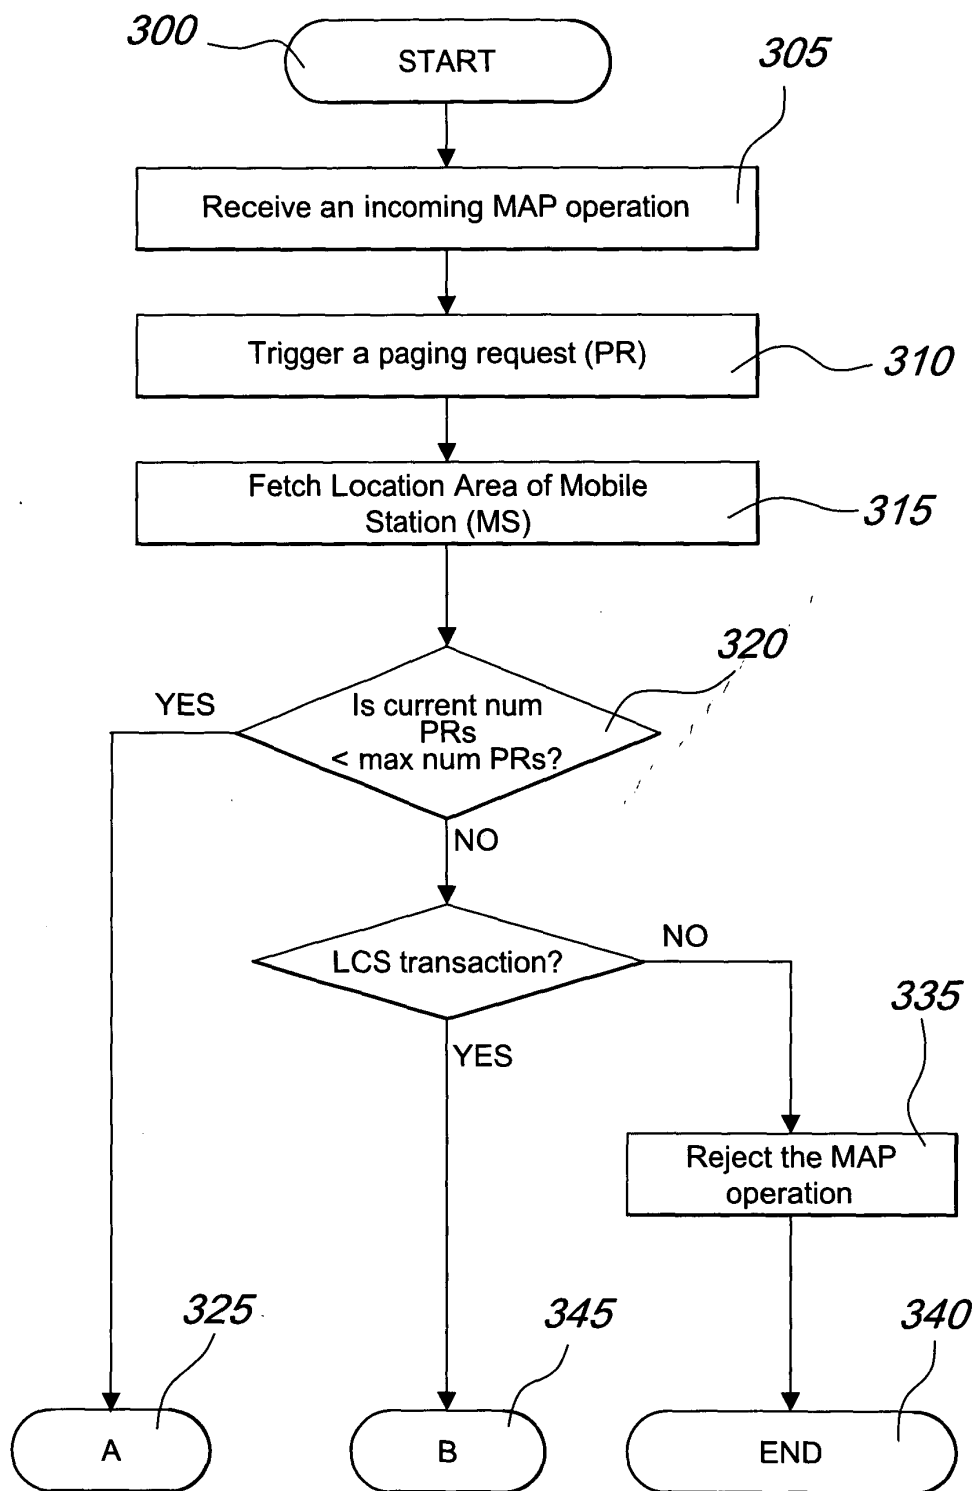 300
START
305
Receive an incoming MAP operation
Trigger a paging request (PR)
310
Fetch Location Area of Mobile
Station (MS)
315
320
YES
Is current num
PRs
< max num PRs?
NO
LCS transaction?
NO
335
YES
Reject the MAP
operation
325
345
340
A
B
END